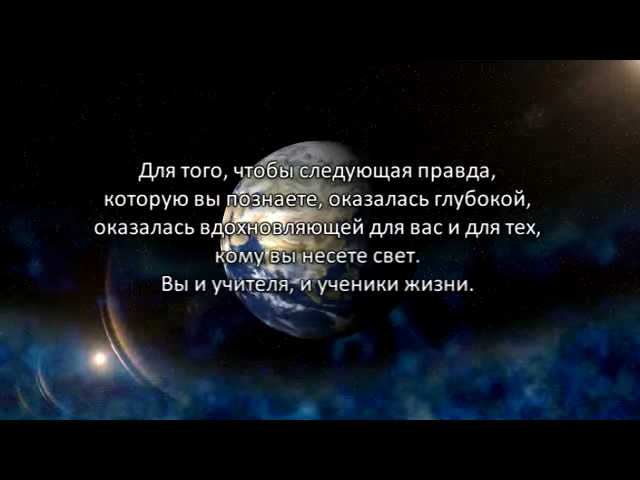 Для того, чтобы следующая правда,
которую вы познаете, оказалась глубокой,
оказалась вдохновляющей для вас и для тех,
кому вы несете свет.
Вы и учителя, и ученики жизни.